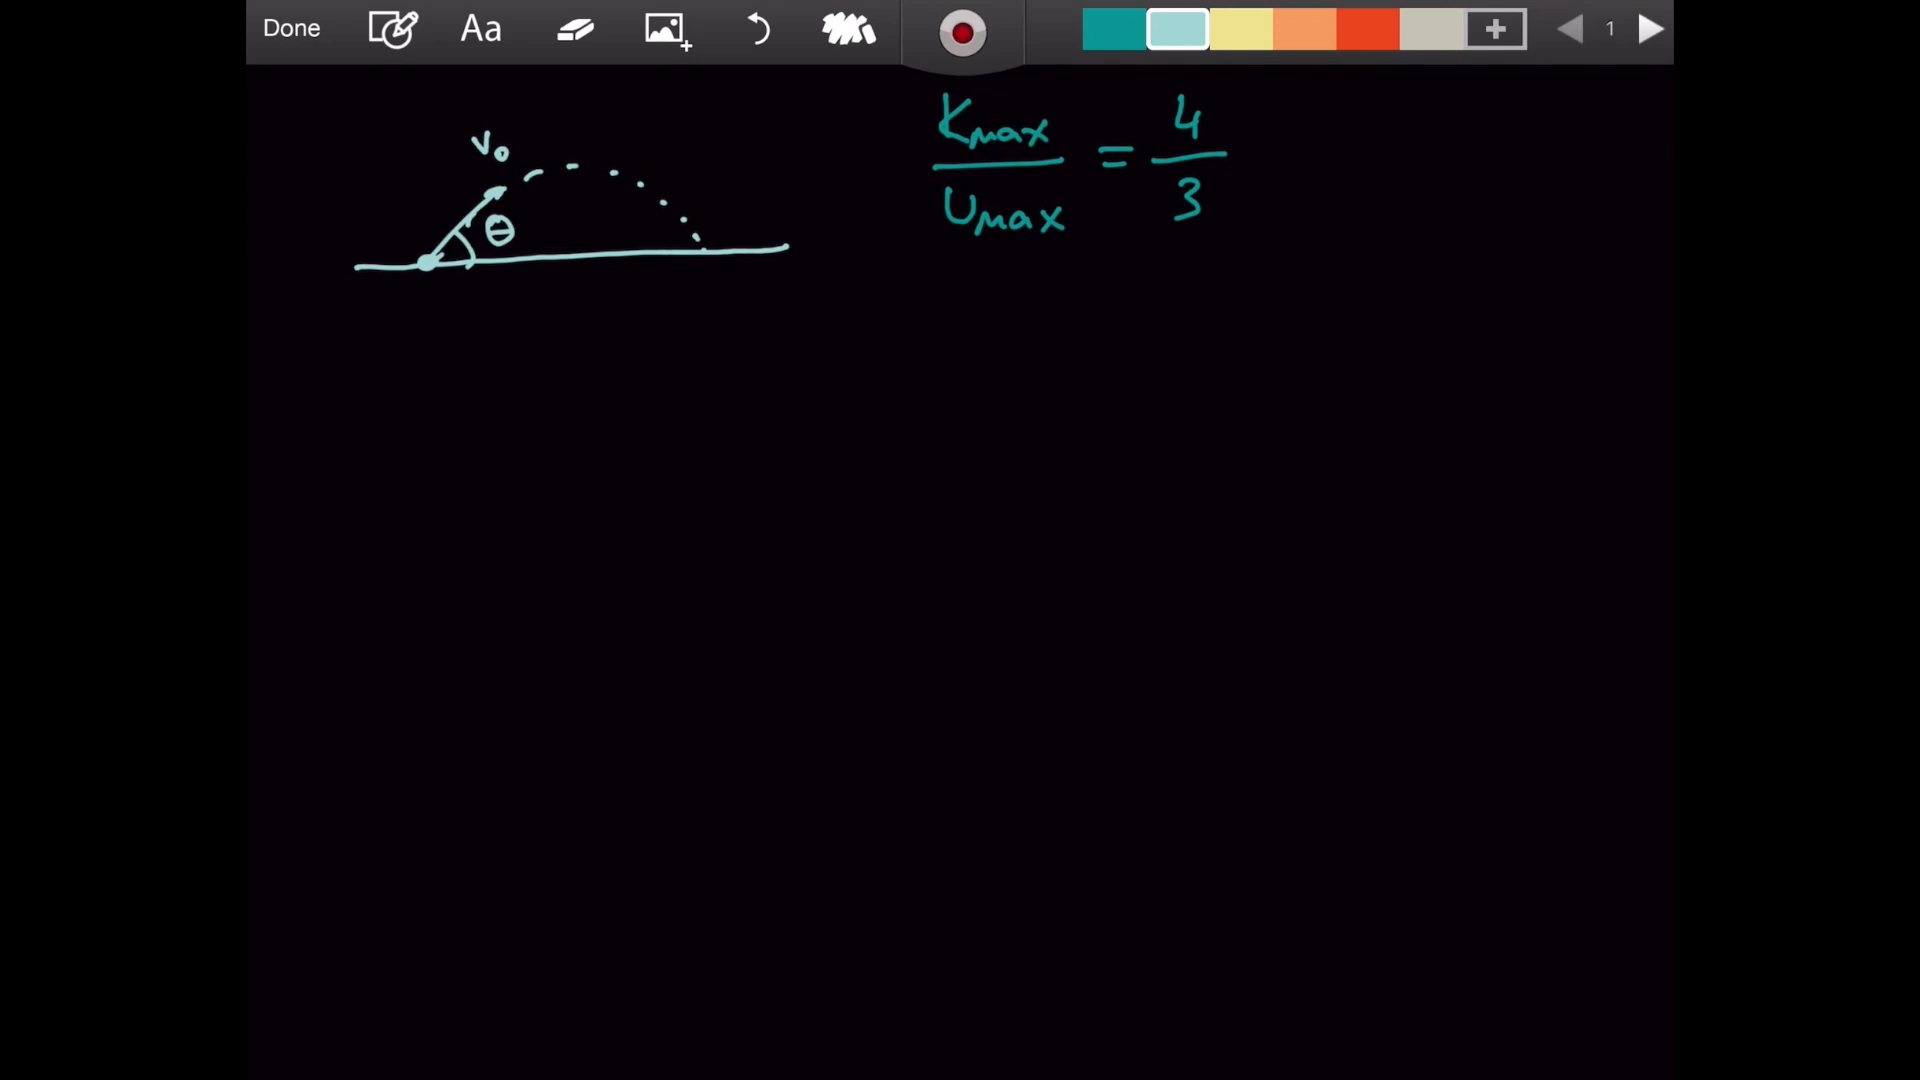 Done Aa 1
v₀
θ
Kmax / Umax = 4 / 3